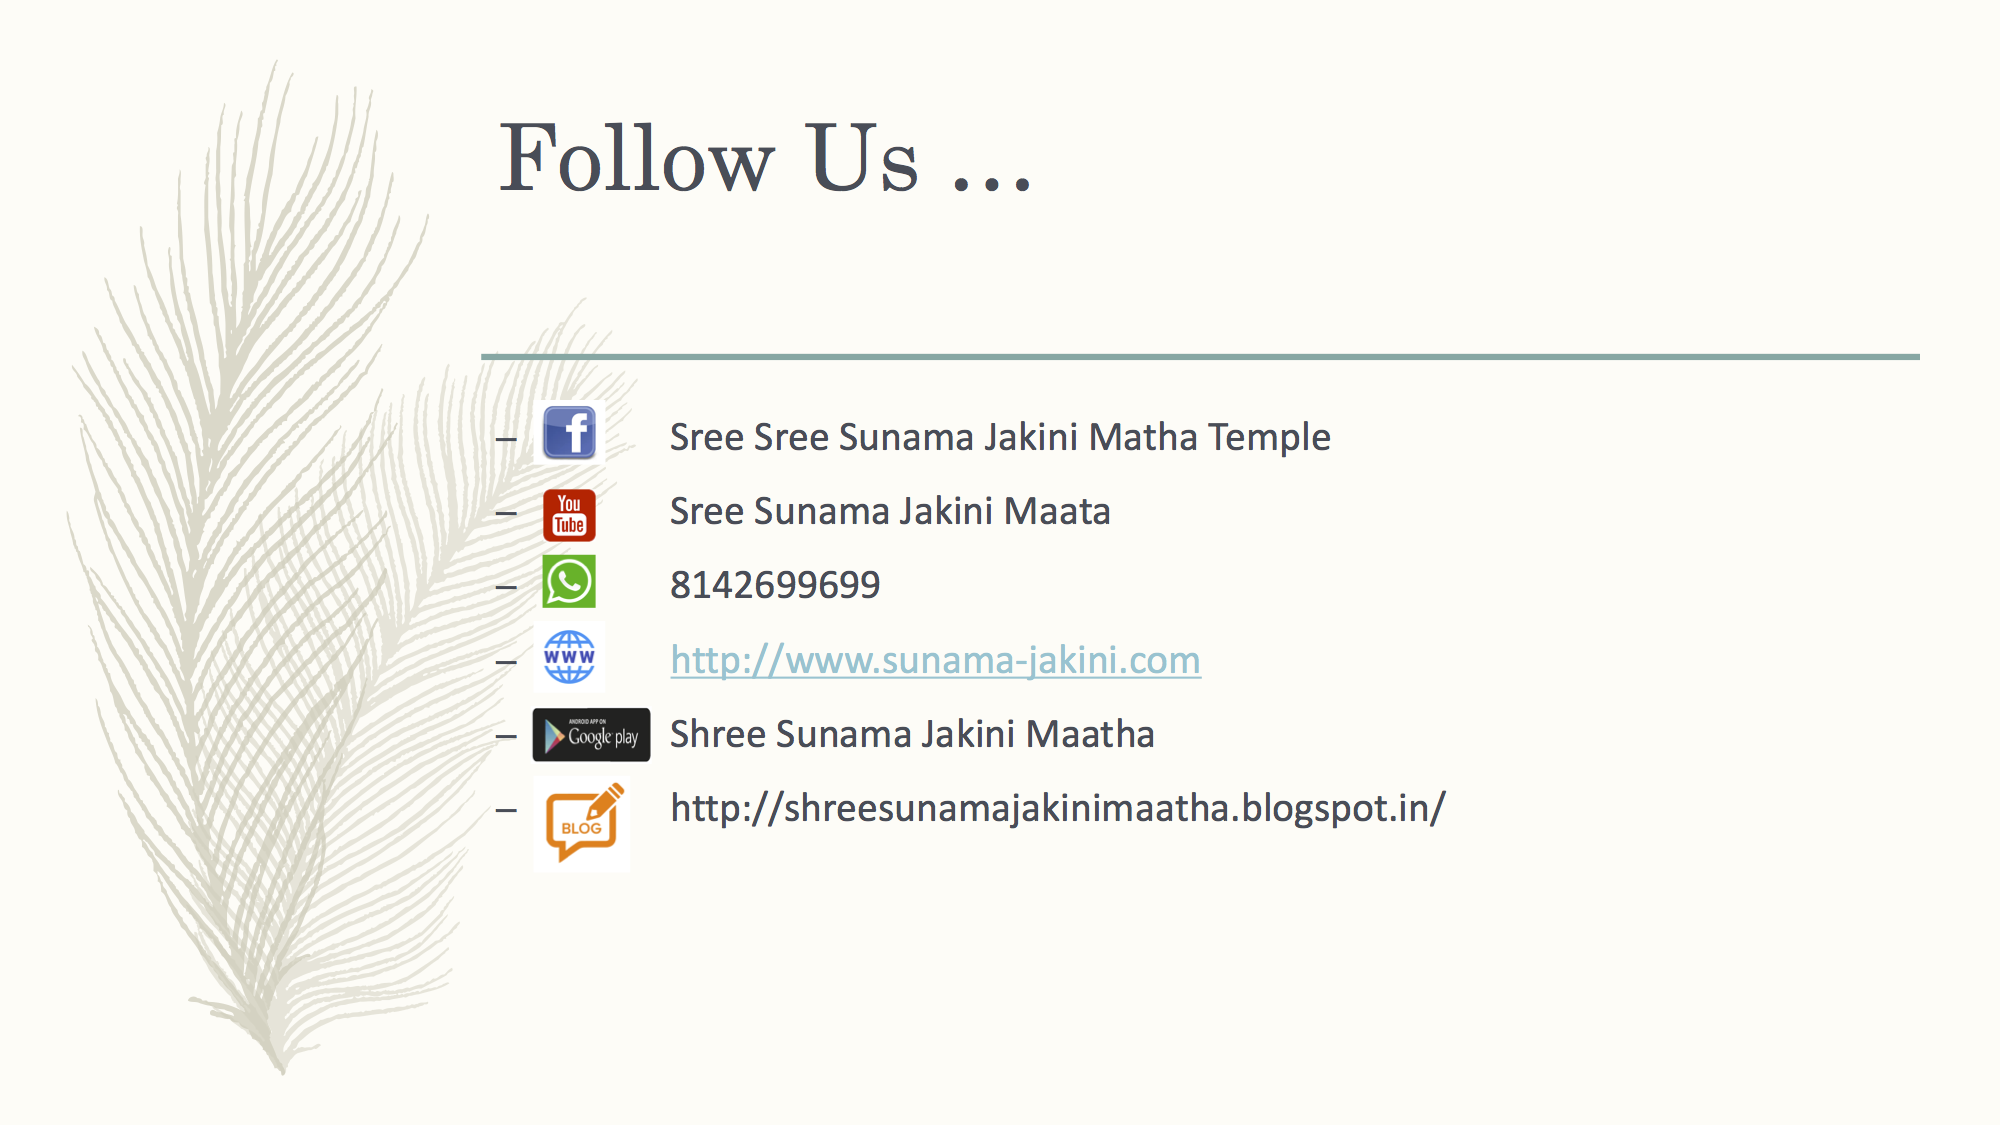 Follow Us ...
– f Sree Sree Sunama Jakini Matha Temple
– You Tube Sree Sunama Jakini Maata
– 8142699699
– WWW http://www.sunama-jakini.com
– ANDROID APP ON Google play Shree Sunama Jakini Maatha
– BLOG http://shreesunamajakinimaatha.blogspot.in/